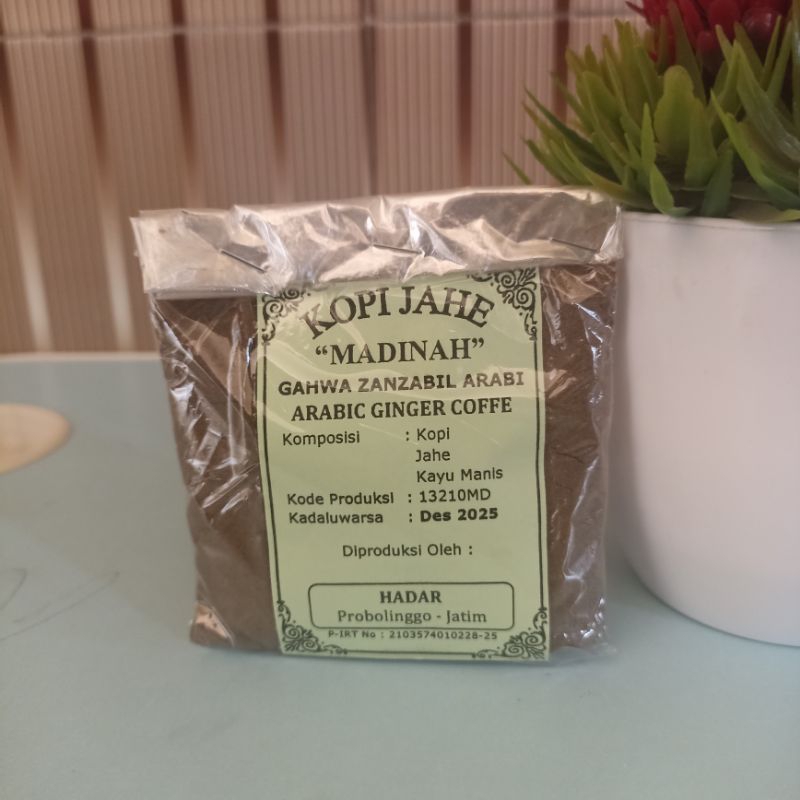 KOPI JAHE
“MADINAH”
GAHWA ZANZABIL ARABI
ARABIC GINGER COFFE
Komposisi : Kopi
Jahe
Kayu Manis
Kode Produksi : 13210MD
Kadaluwarsa : Des 2025
Diproduksi Oleh :
HADAR
Probolinggo - Jatim
P-IRT No : 2103574010228-25